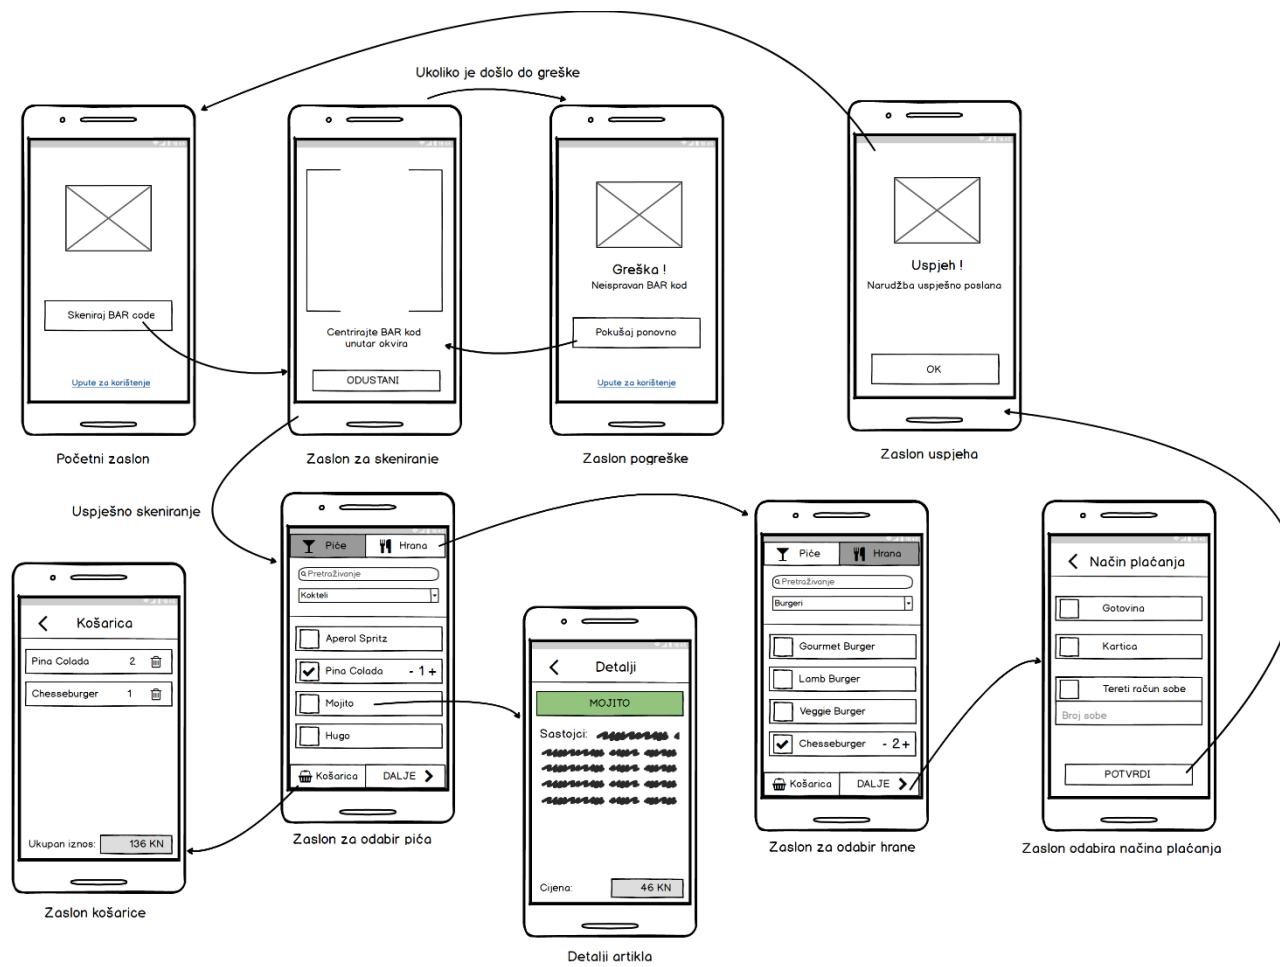 Ukoliko je došlo do greške
Skeniraj BAR code
Upute za korištenje
Početni zaslon
Centrirajte BAR kod
unutar okvira
ODUSTANI
Zaslon za skeniranje
Greška !
Neispravan BAR kod
Pokušaj ponovno
Upute za korištenje
Zaslon pogreške
Uspjeh !
Narudžba uspješno poslana
OK
Zaslon uspjeha
Uspješno skeniranje
Košarica
Pina Colada 2
Chesseburger 1
Ukupan iznos: 136 KN
Zaslon košarice
Piće Hrana
Pretraživanje
Kokteli
Aperol Spritz
Pina Colada - 1 +
Mojito
Hugo
Košarica DALJE
Zaslon za odabir pića
Detalji
MOJITO
Sastojci:
Cijena: 46 KN
Detalji artikla
Piće Hrana
Pretraživanje
Burgeri
Gourmet Burger
Lamb Burger
Veggie Burger
Chesseburger - 2 +
Košarica DALJE
Zaslon za odabir hrane
Način plaćanja
Gotovina
Kartica
Tereti račun sobe
Broj sobe
POTVRDI
Zaslon odabira načina plaćanja